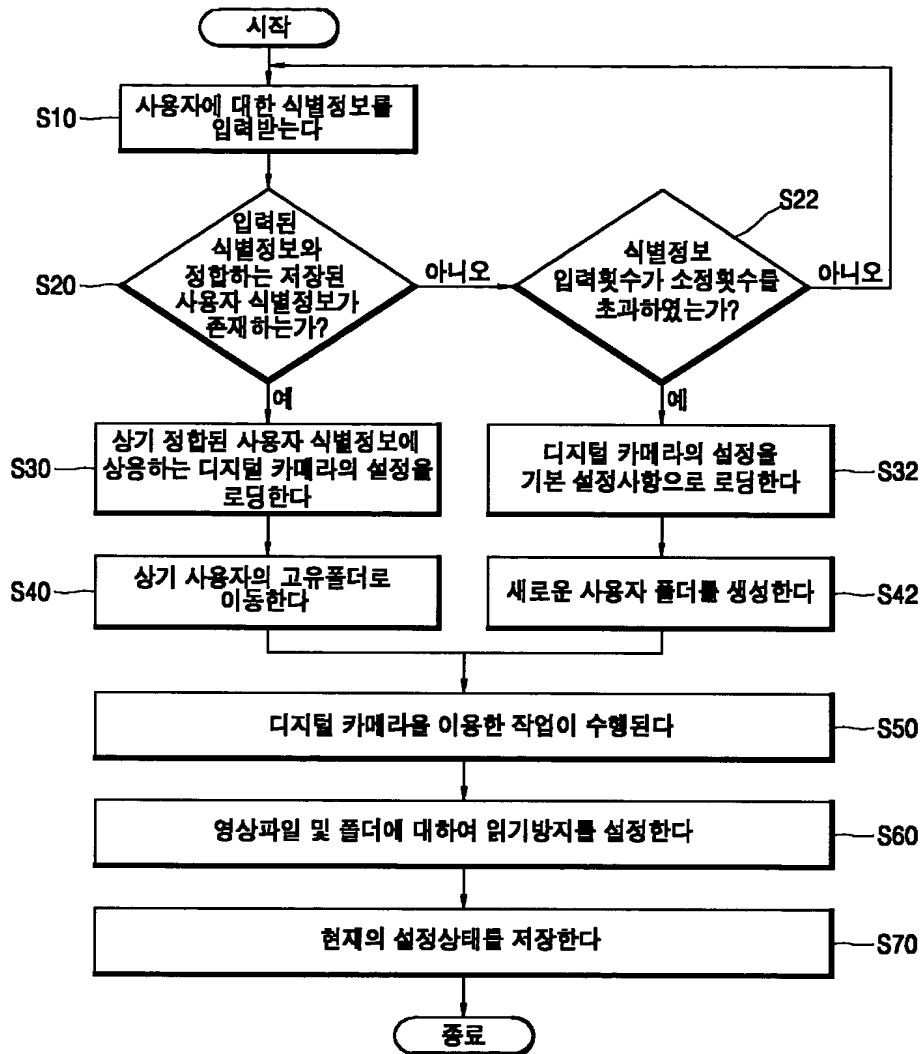 시작
S10
사용자에 대한 식별정보를
입력받는다
S20
입력된
식별정보와
정합하는 저장된
사용자 식별정보가
존재하는가?
아니오
예
S22
식별정보
입력횟수가 소정횟수를
초과하였는가?
아니오
예
S30
상기 정합된 사용자 식별정보에
상응하는 디지털 카메라의 설정을
로딩한다
디지털 카메라의 설정을
기본 설정사항으로 로딩한다
S32
S40
상기 사용자의 고유폴더로
이동한다
새로운 사용자 폴더를 생성한다
S42
디지털 카메라을 이용한 작업이 수행된다
S50
영상파일 및 폴더에 대하여 읽기방지를 설정한다
S60
현재의 설정상태를 저장한다
S70
종료